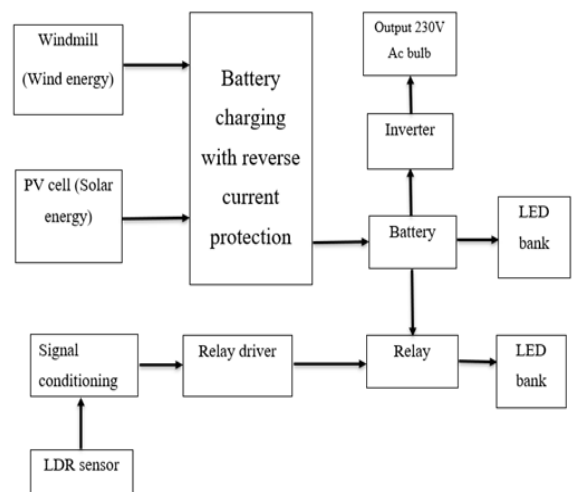 Windmill
(Wind energy)
Battery
charging
with reverse
current
protection
Output 230V
Ac bulb
Inverter
PV cell (Solar
energy)
Battery
LED
bank
Signal
conditioning
Relay driver
Relay
LED
bank
LDR sensor